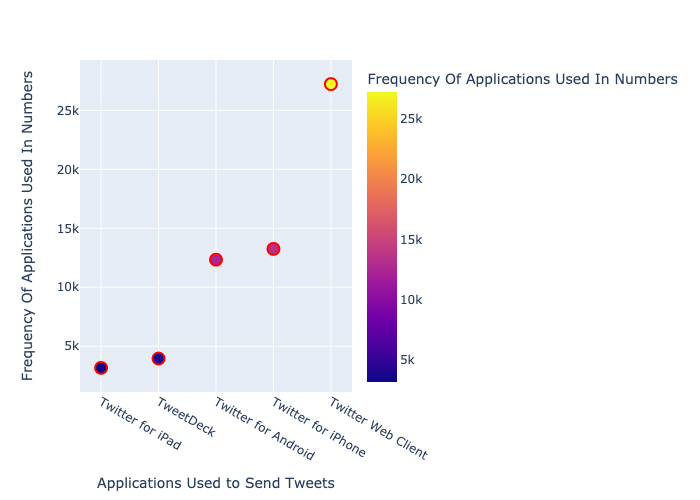 Frequency Of Applications Used In Numbers
25k
20k
15k
10k
5k
Twitter for iPad
TweetDeck
Twitter for Android
Twitter for iPhone
Twitter Web Client
Applications Used to Send Tweets
Frequency Of Applications Used In Numbers
25k
20k
15k
10k
5k